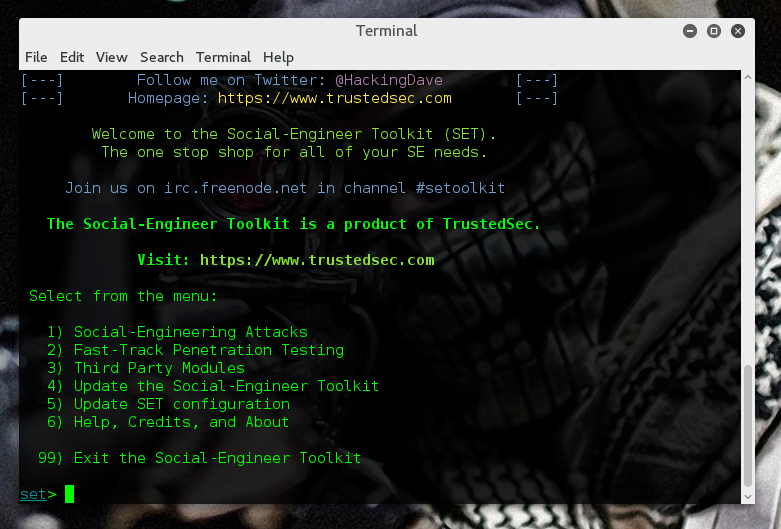 Terminal
File Edit View Search Terminal Help
[---] Follow me on Twitter: @HackingDave [---]
[---] Homepage: https://www.trustedsec.com [---]
Welcome to the Social-Engineer Toolkit (SET).
The one stop shop for all of your SE needs.
Join us on irc.freenode.net in channel #setoolkit
The Social-Engineer Toolkit is a product of TrustedSec.
Visit: https://www.trustedsec.com
Select from the menu:
1) Social-Engineering Attacks
2) Fast-Track Penetration Testing
3) Third Party Modules
4) Update the Social-Engineer Toolkit
5) Update SET configuration
6) Help, Credits, and About
99) Exit the Social-Engineer Toolkit
set>